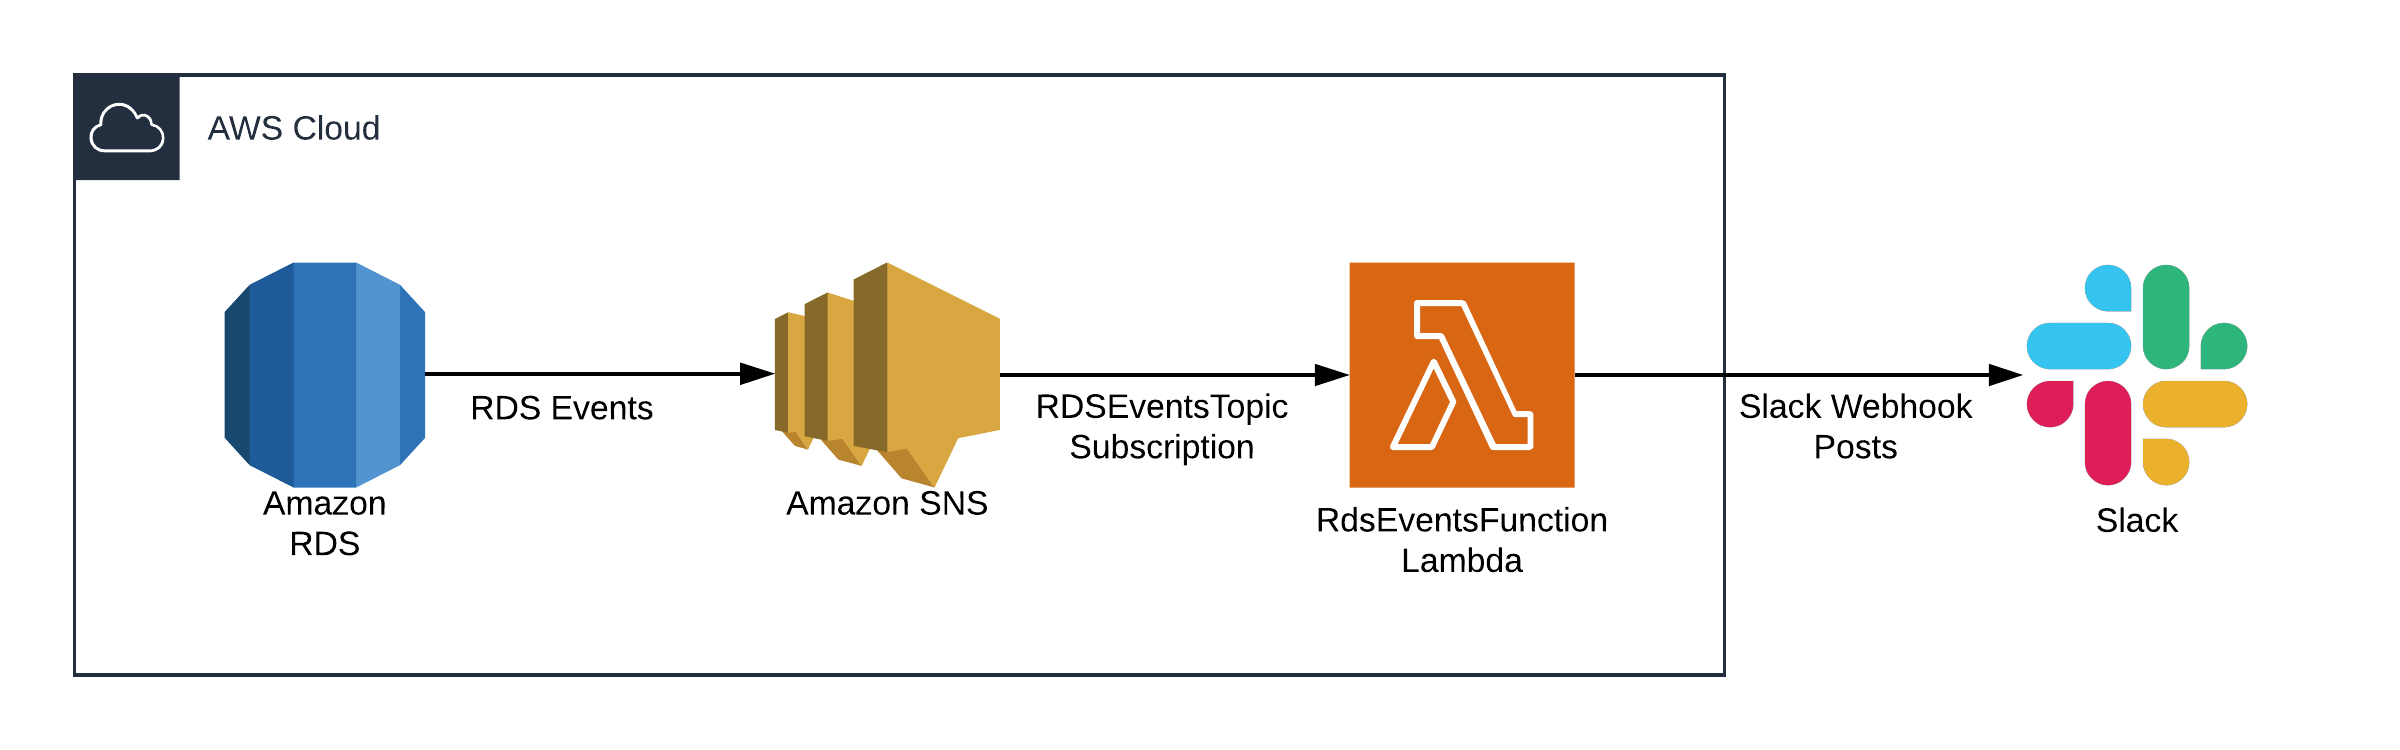 AWS Cloud
RDS Events
RDSEventsTopic
Subscription
Slack Webhook
Posts
Amazon
RDS
Amazon SNS
RdsEventsFunction
Lambda
Slack